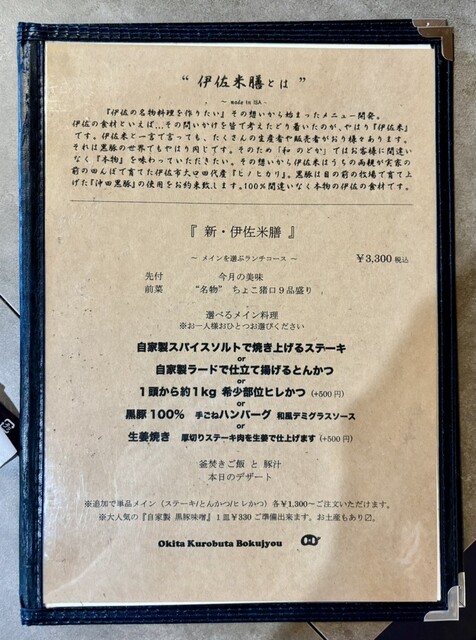 “ 伊佐米膳とは ”
~ made in ISA ~
『伊佐の名物料理を作りたい』その想いから始まったメニュー開発。
伊佐の食材といえば...その問いかけを皆で考えたどり着いたのが、やはり『伊佐米』
です。伊佐米と一言で言っても、たくさんの生産者や販売者がおり様々あります。
それは黒豚の世界でもやはり同じです。そのため「和 のどか」ではお客様に間違い
なく『本物』を味わっていただきたい。その想いから伊佐米はうちの両親が実家の
前の田んぼで育てた伊佐市大口田代産『ヒノヒカリ』。黒豚は目の前の牧場で育て上
げた『沖田黒豚』の使用をお約束致します。100%間違いなく本物の伊佐の食材です。
『 新・伊佐米膳 』
~ メインを選ぶランチコース ~ ¥3,300 税込
先付 今月の美味
前菜 “名物” ちょこ猪口9品盛り
選べるメイン料理
※お一人様おひとつお選びください
自家製スパイスソルトで焼き上げるステーキ
or
自家製ラードで仕立て揚げるとんかつ
or
1頭から約1kg 希少部位ヒレかつ (+500円)
or
黒豚100% 手ごねハンバーグ 和風デミグラスソース
or
生姜焼き 厚切りステーキ肉を生姜で仕上げます (+500円)
釜焚きご飯 と 豚汁
本日のデザート
※追加で単品メイン (ステーキ/とんかつ/ヒレかつ) 各¥1,300~ご注文いただけます。
※大人気の『自家製 黒豚味噌』1皿¥330 ご準備出来ます。お土産もあり〼。
Okita Kurobuta Bokujyou